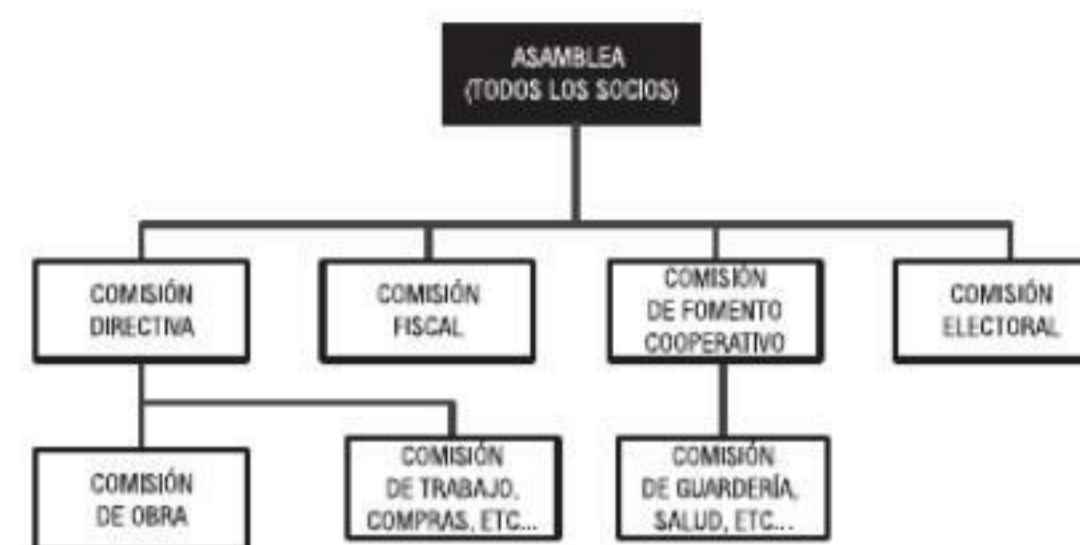 ASAMBLEA
(TODOS LOS SOCIOS)
COMISIÓN
DIRECTIVA
COMISIÓN
FISCAL
COMISIÓN
DE FOMENTO
COOPERATIVO
COMISIÓN
ELECTORAL
COMISIÓN
DE OBRA
COMISIÓN
DE TRABAJO,
COMPRAS, ETC...
COMISIÓN
DE GUARDERÍA,
SALUD, ETC...